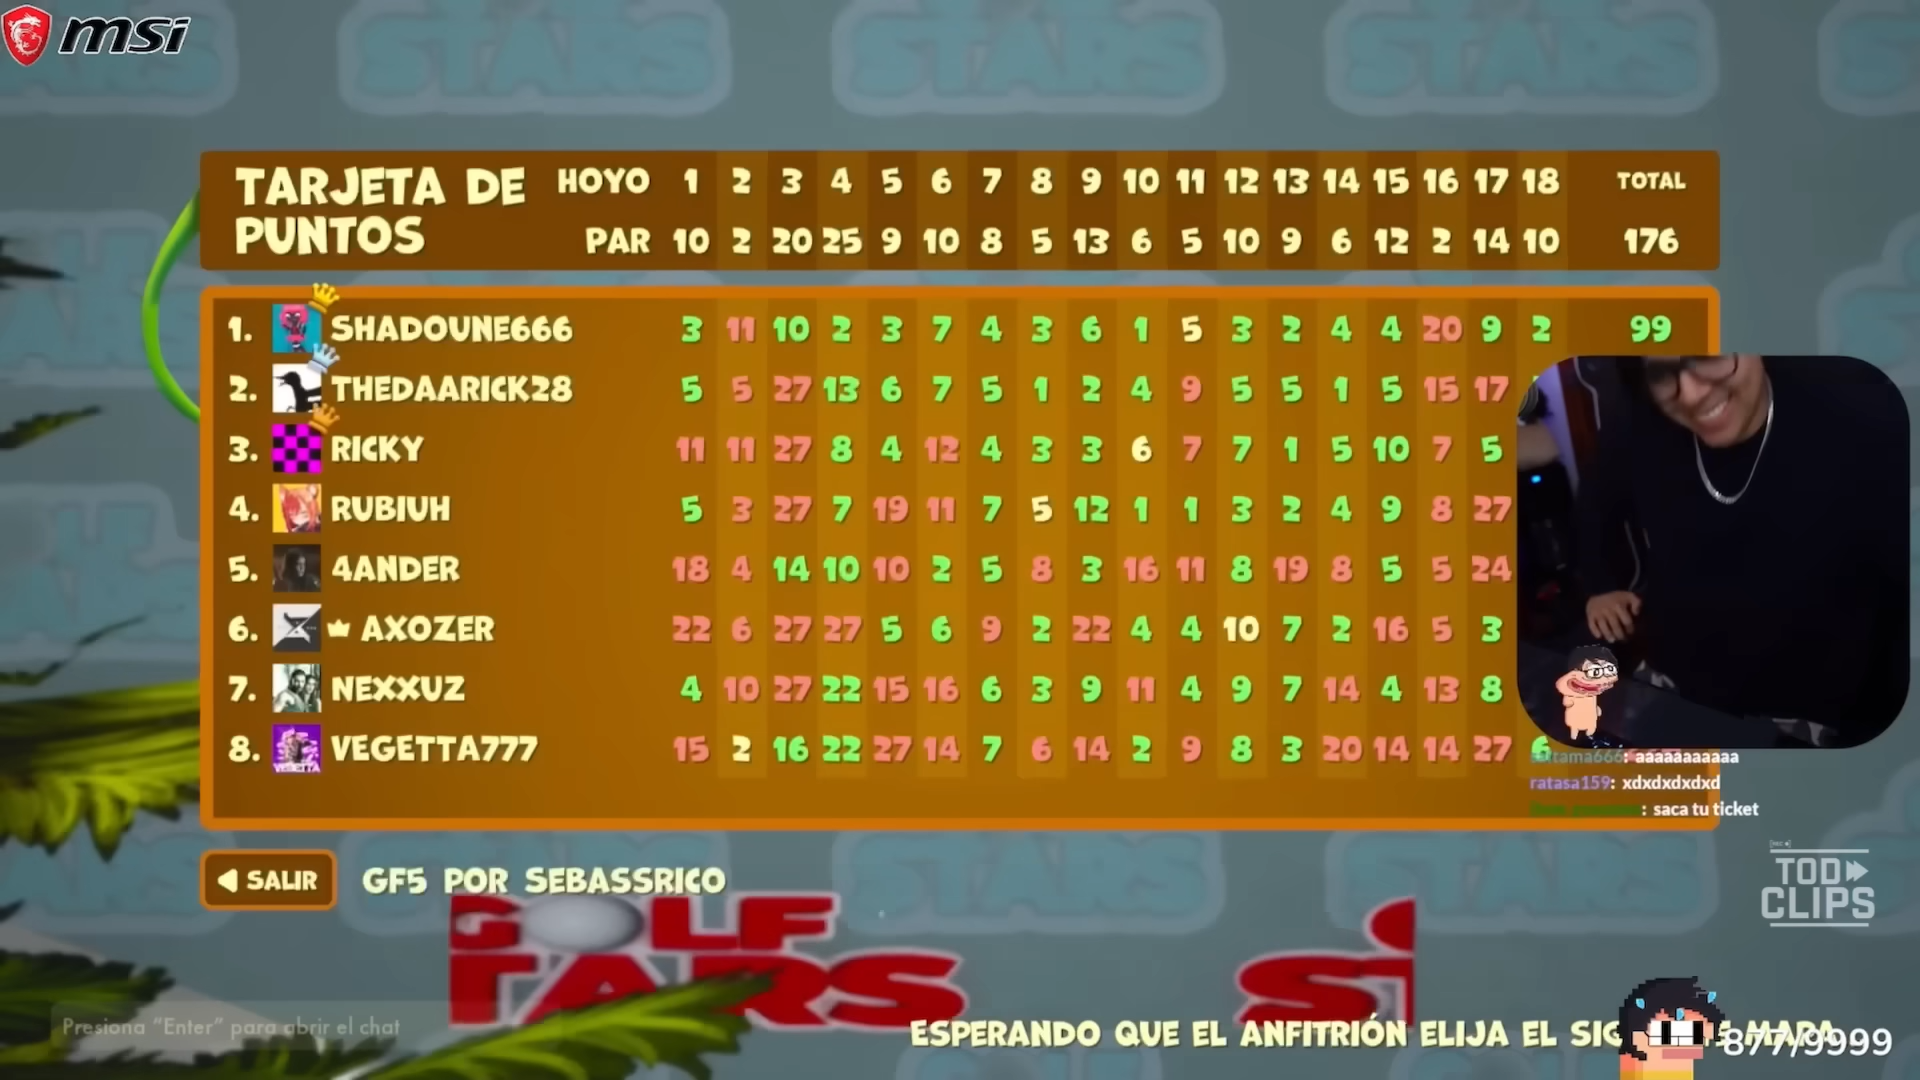 msi
TARJETA DE PUNTOS
HOYO 1 2 3 4 5 6 7 8 9 10 11 12 13 14 15 16 17 18 TOTAL
PAR 10 2 20 25 9 10 8 5 13 6 5 10 9 6 12 2 14 10 176
1. SHADOUNE666 3 11 10 2 3 7 4 3 6 1 5 3 2 4 4 20 9 2 99
2. THEDAARICK28 5 5 27 13 6 7 5 1 2 4 9 5 5 1 5 15 17
3. RICKY 11 11 27 8 4 12 4 3 3 6 7 7 1 5 10 7 5
4. RUBIUH 5 3 27 7 19 11 7 5 12 1 1 3 2 4 9 8 27
5. 4ANDER 18 4 14 10 10 2 5 8 3 16 11 8 19 8 5 5 24
6. AXOZER 22 6 27 27 5 6 9 2 22 4 4 10 7 2 16 5 3
7. NEXXUZ 4 10 27 22 15 16 6 3 9 11 4 9 7 14 4 13 8
8. VEGETTA777 15 2 16 22 27 14 7 6 14 2 9 8 3 20 14 14 27 6
: aaaaaaaaaaa
ratasa159: xdxdxdxdxd
: saca tu ticket
SALIR
GF5 POR SEBASSRICO
TOD CLIPS
GOLF
STARS
Presiona "Enter" para abrir el chat
ESPERANDO QUE EL ANFITRIÓN ELIJA EL
MAPA
877/9999